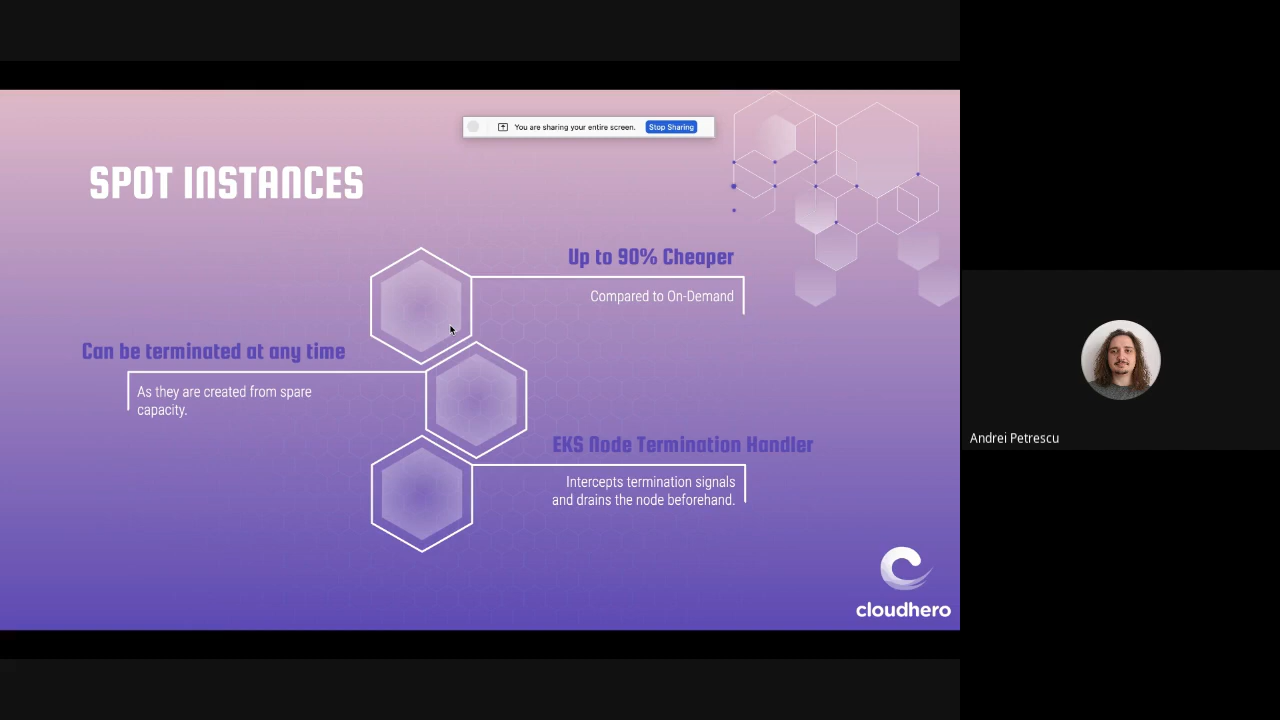 You are sharing your entire screen.
Stop Sharing
SPOT INSTANCES
Up to 90% Cheaper
Compared to On-Demand
Can be terminated at any time
As they are created from spare
capacity.
EKS Node Termination Handler
Intercepts termination signals
and drains the node beforehand.
cloudhero
Andrei Petrescu